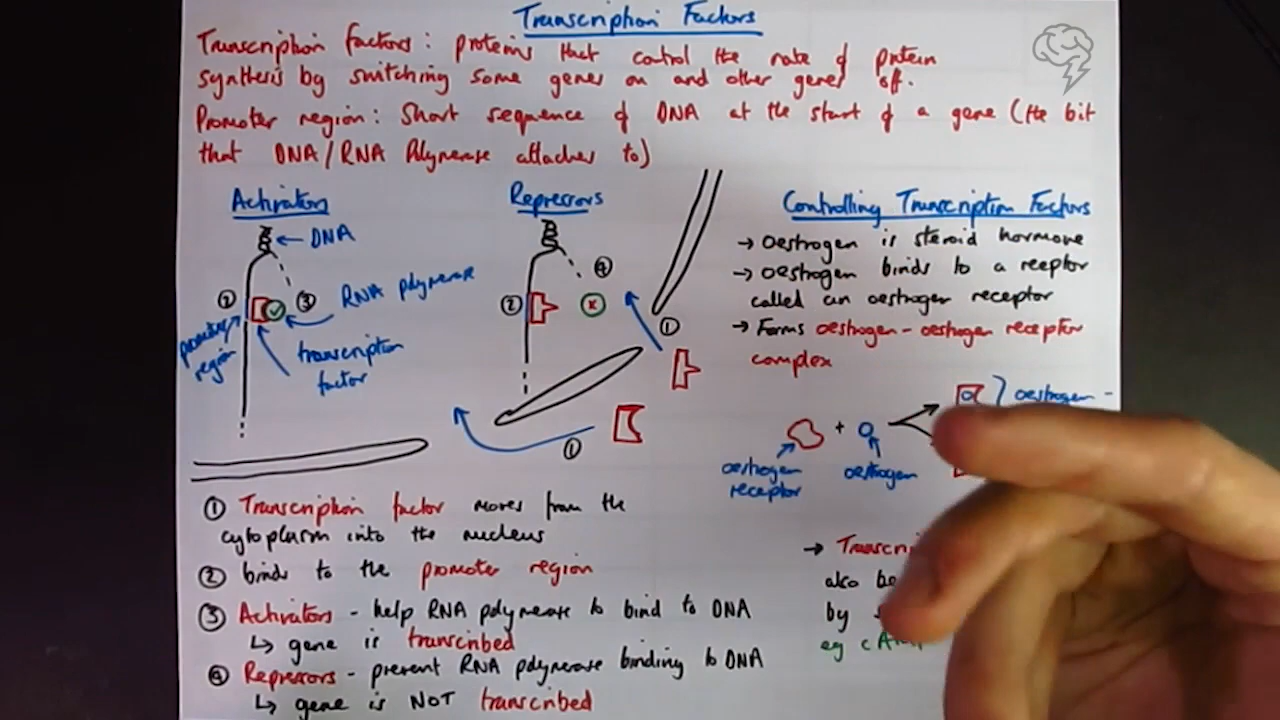 Transcription Factors
Transcription factors: proteins that control the rate of protein
synthesis by switching some genes on and other genes off.
Promoter region: Short sequence of DNA at the start of a gene (the bit
that DNA/RNA Polymerase attaches to)
Activators
DNA
②
③
RNA polymerase
promoter
region
transcription
factor
Repressors
④
②
x
①
①
① Transcription factor moves from the
cytoplasm into the nucleus
② binds to the promoter region
③ Activators - help RNA polymerase to bind to DNA
↳ gene is transcribed
④ Repressors - prevent RNA polymerase binding to DNA
↳ gene is NOT transcribed
Controlling Transcription Factors
→ Oestrogen is steroid hormone
→ oestrogen binds to a receptor
called an oestrogen receptor
→ Forms oestrogen - oestrogen receptor
complex
oestrogen -
+
oestrogen
receptor
oestrogen
→
also be
by
eg